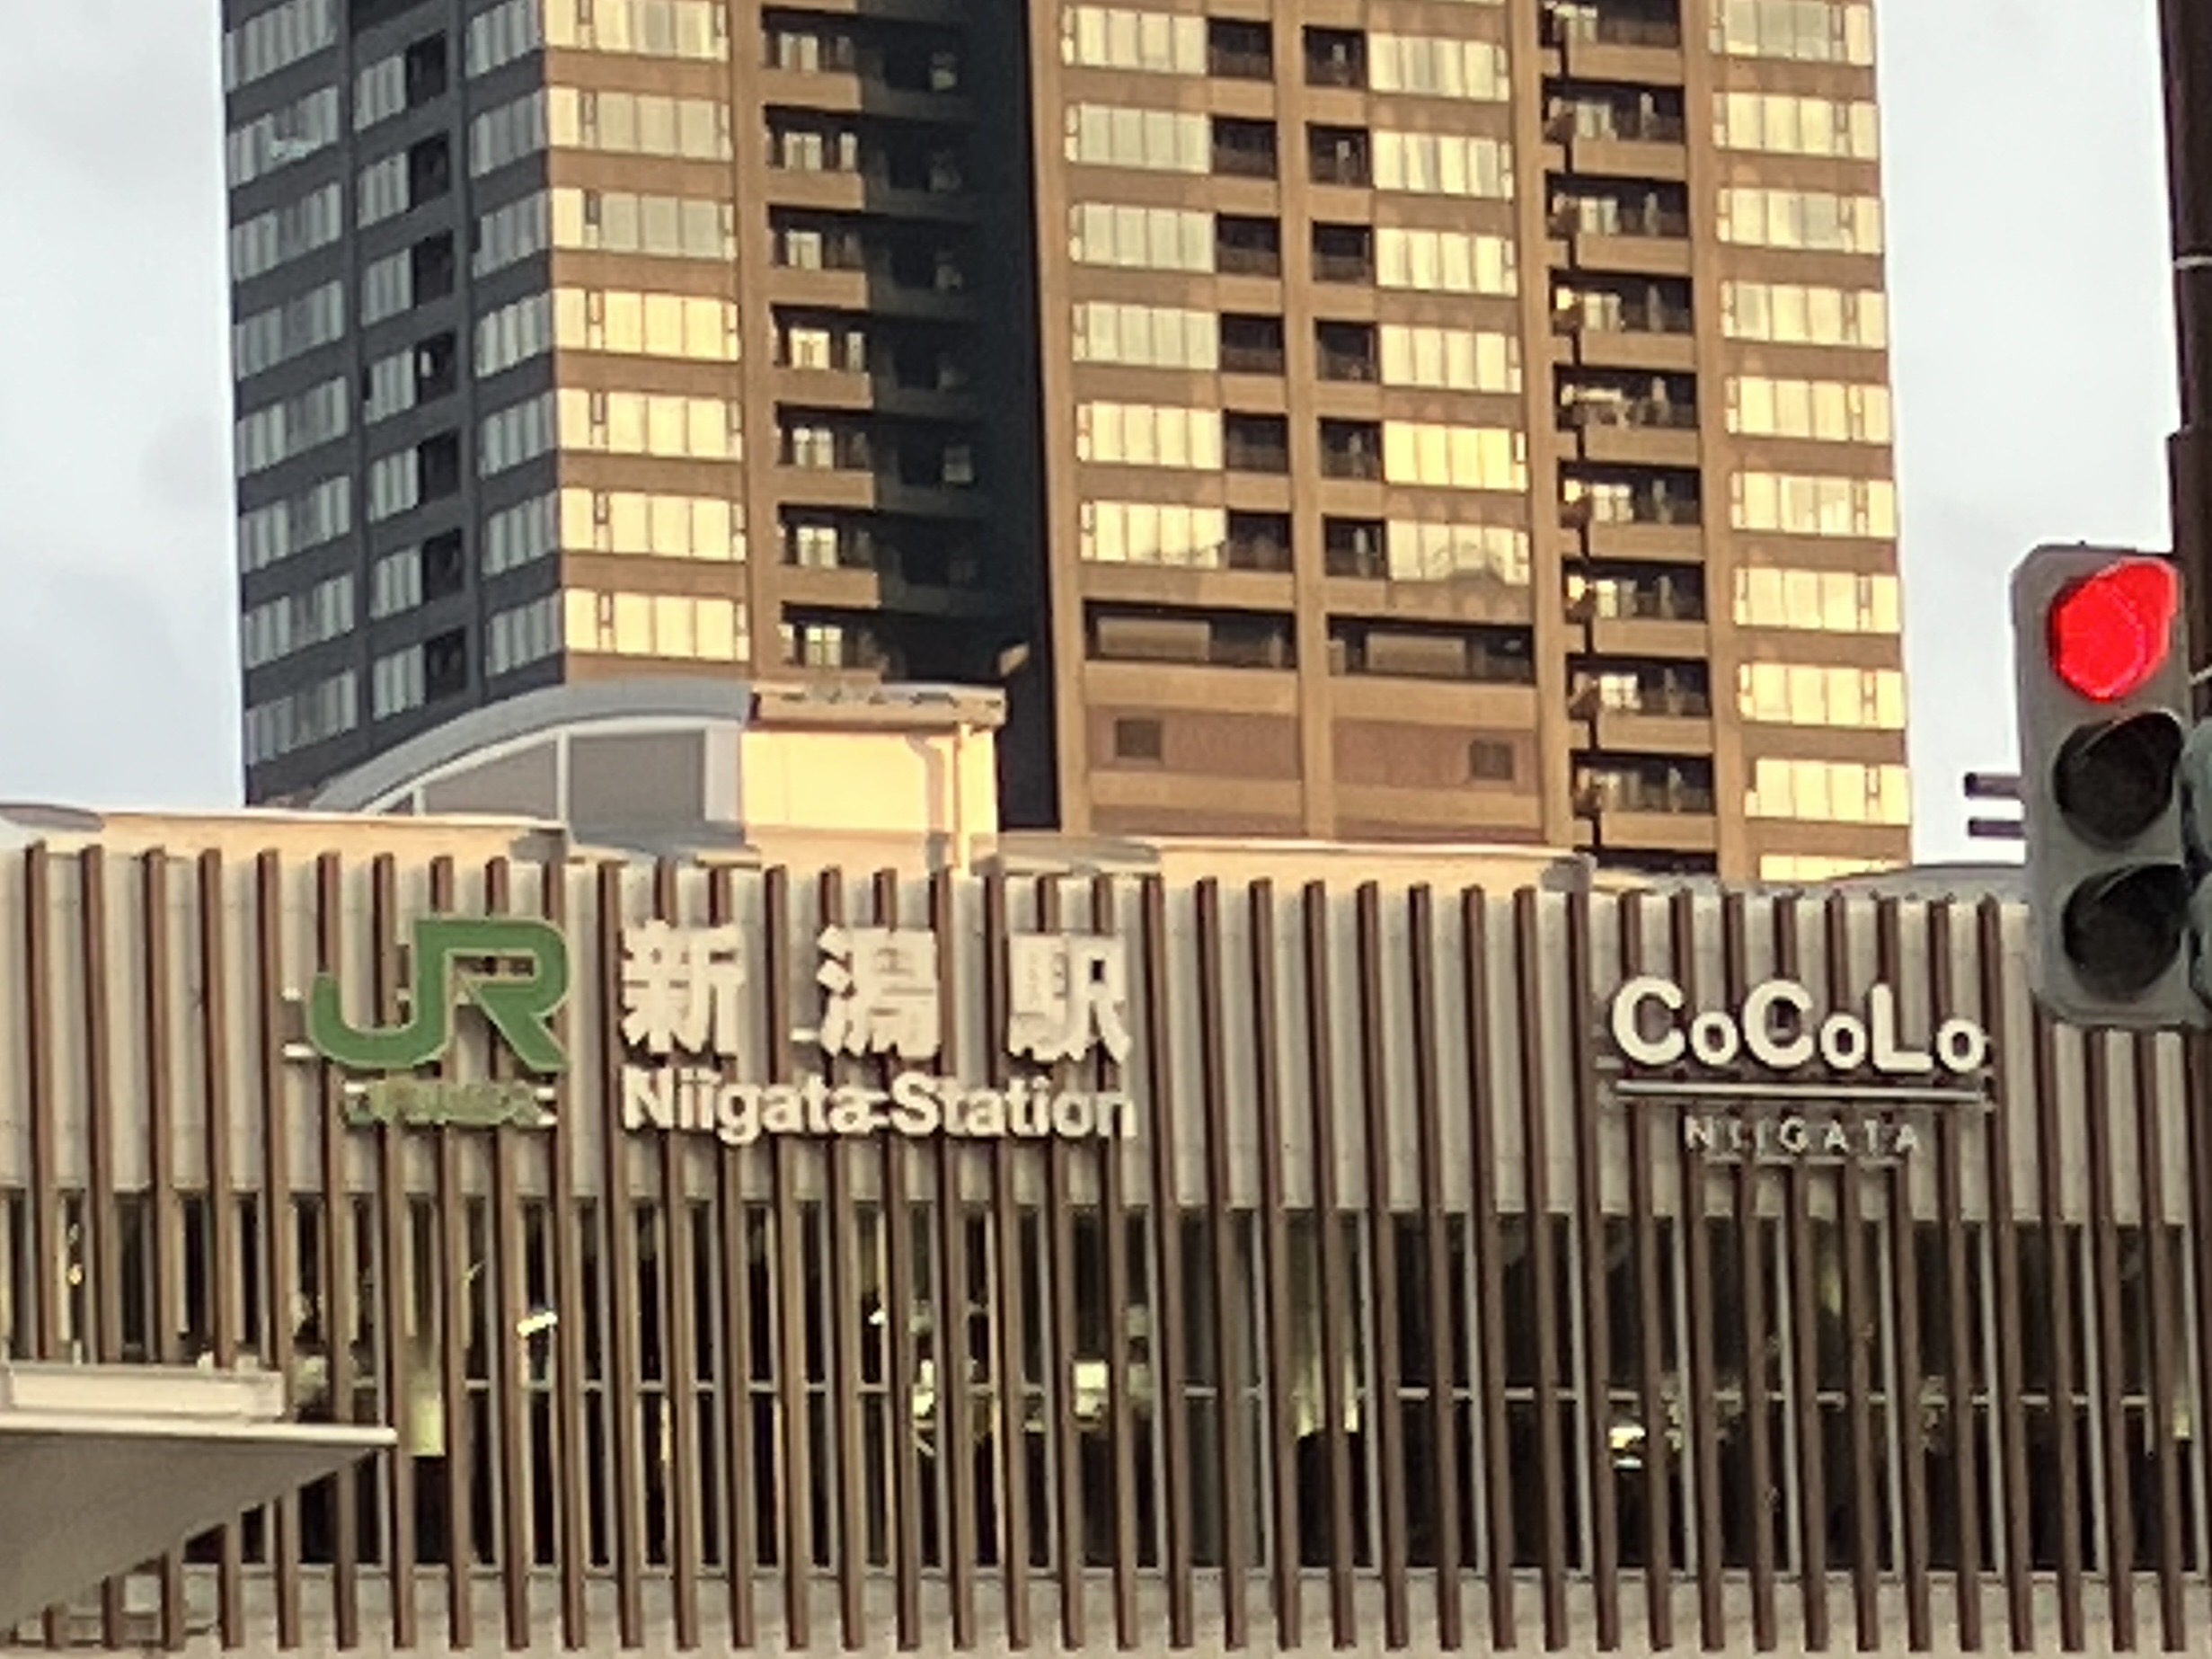 JR
新潟駅
Niigata Station
CoCoLo
NIIGATA